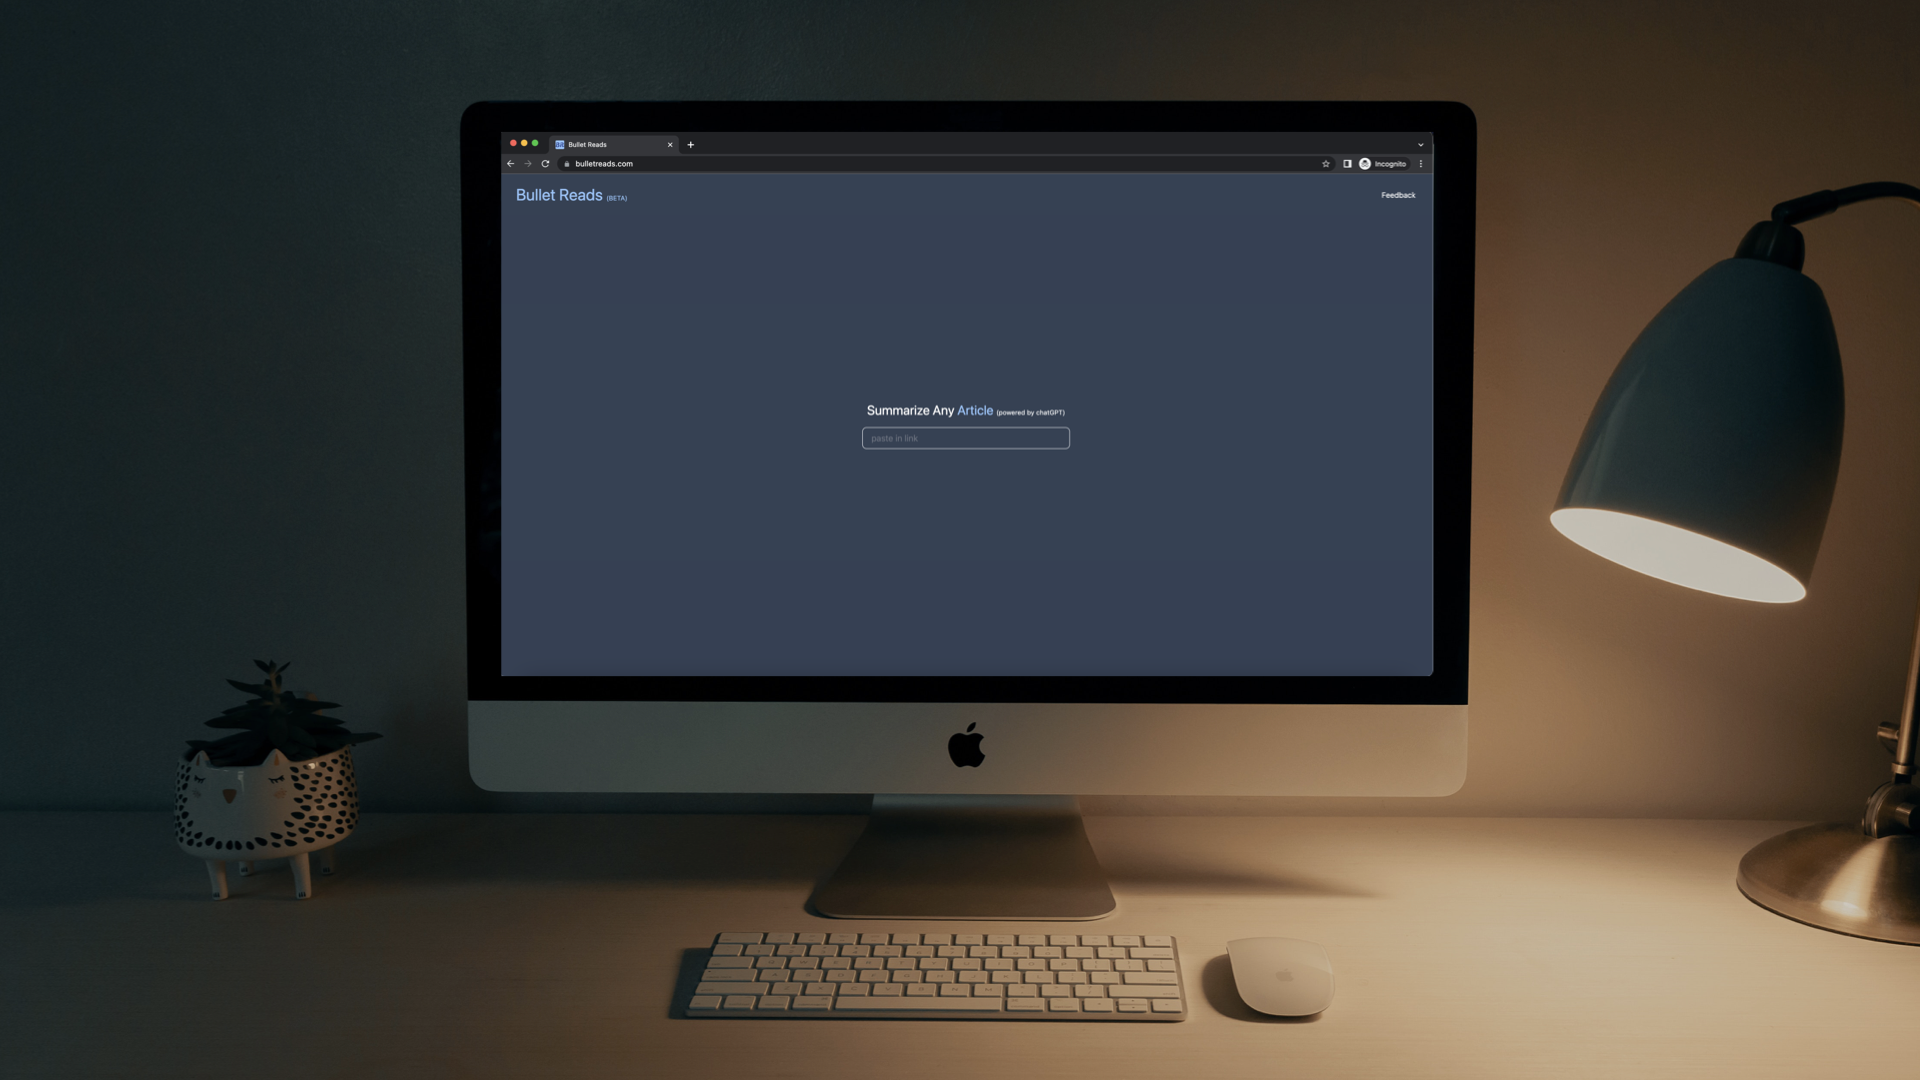 Bullet Reads
bulletreads.com
Incognito
Bullet Reads (BETA)
Feedback
Summarize Any Article (powered by chatGPT)
paste in link